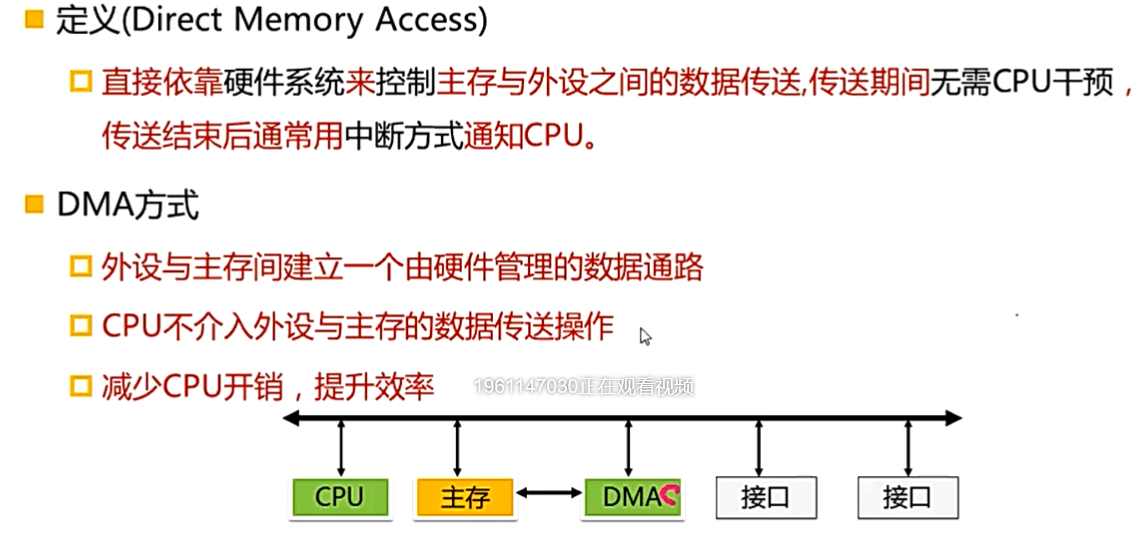 定义(Direct Memory Access)
直接依靠硬件系统来控制主存与外设之间的数据传送,传送期间无需CPU干预，
传送结束后通常用中断方式通知CPU。
DMA方式
外设与主存间建立一个由硬件管理的数据通路
CPU不介入外设与主存的数据传送操作
减少CPU开销，提升效率
1961147030正在观看视频
CPU 主存 DMAC 接口 接口